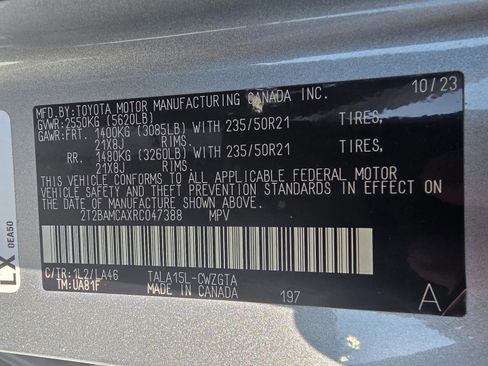 MFD.BY: TOYOTA MOTOR MANUFACTURING CANADA INC. 10/23
GVWR: 2550KG (5620LB)
GAWR: FRT. 1400KG (3085LB) WITH 235/50R21 TIRES,
21X8J RIMS.
RR. 1480KG (3260LB) WITH 235/50R21 TIRES,
21X8J RIMS.
THIS VEHICLE CONFORMS TO ALL APPLICABLE FEDERAL MOTOR
VEHICLE SAFETY AND THEFT PREVENTION STANDARDS IN EFFECT
ON THE DATE OF MANUFACTURE SHOWN ABOVE.
2T2BAMCAXRC047388 MPV
C/TR: 1L2/LA46 TALA15L-CWZGTA
TM: UA81F MADE IN CANADA 197 A
LX 0EA50